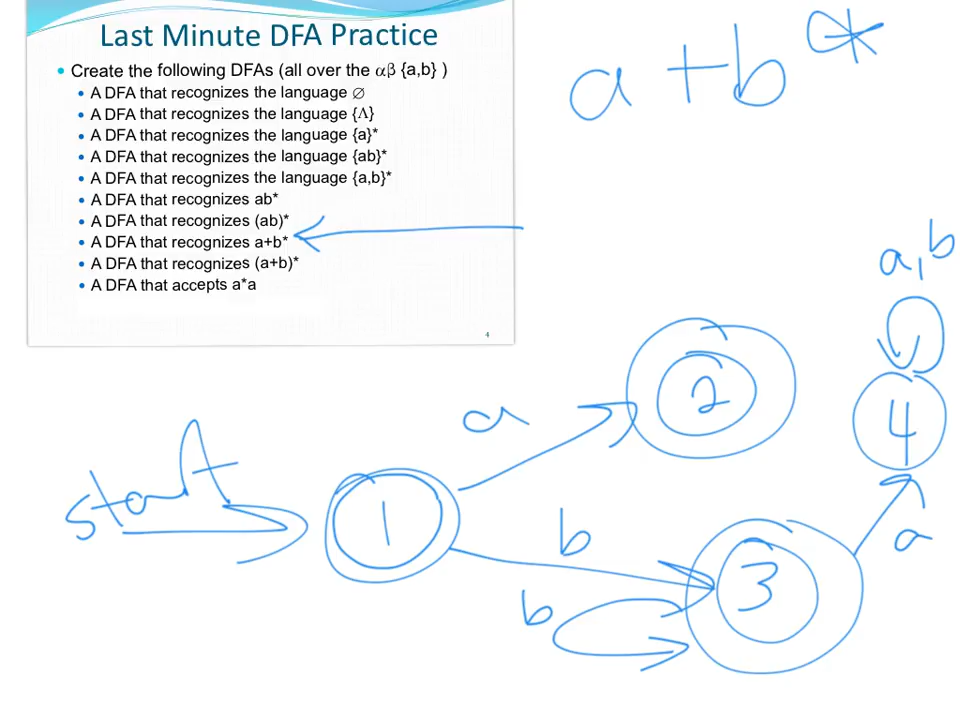 Last Minute DFA Practice
• Create the following DFAs (all over the αβ {a,b} )
• A DFA that recognizes the language ∅
• A DFA that recognizes the language {Λ}
• A DFA that recognizes the language {a}*
• A DFA that recognizes the language {ab}*
• A DFA that recognizes the language {a,b}*
• A DFA that recognizes ab*
• A DFA that recognizes (ab)*
• A DFA that recognizes a+b*
• A DFA that recognizes (a+b)*
• A DFA that accepts a*a
4
a+b*
a,b
2
4
a
start
1
b
a
3
b